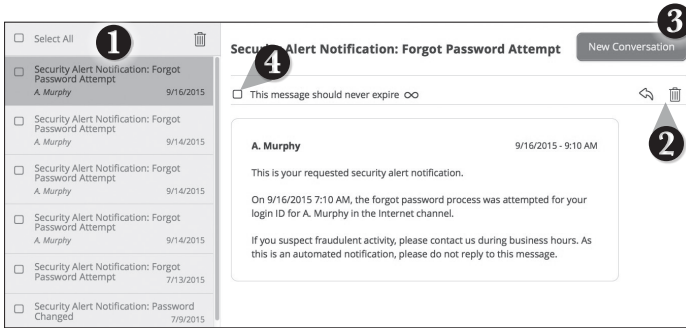 Select All
1
Security Alert Notification: Forgot
Password Attempt
A. Murphy 9/16/2015
Security Alert Notification: Forgot
Password Attempt
A. Murphy 9/14/2015
Security Alert Notification: Forgot
Password Attempt
A. Murphy 9/14/2015
Security Alert Notification: Forgot
Password Attempt
A. Murphy 9/14/2015
Security Alert Notification: Forgot
Password Attempt 7/13/2015
Security Alert Notification: Password
Changed 7/9/2015
Security Alert Notification: Forgot Password Attempt
New Conversation
3
4
This message should never expire ∞
2
A. Murphy 9/16/2015 - 9:10 AM
This is your requested security alert notification.
On 9/16/2015 7:10 AM, the forgot password process was attempted for your
login ID for A. Murphy in the Internet channel.
If you suspect fraudulent activity, please contact us during business hours. As
this is an automated notification, please do not reply to this message.